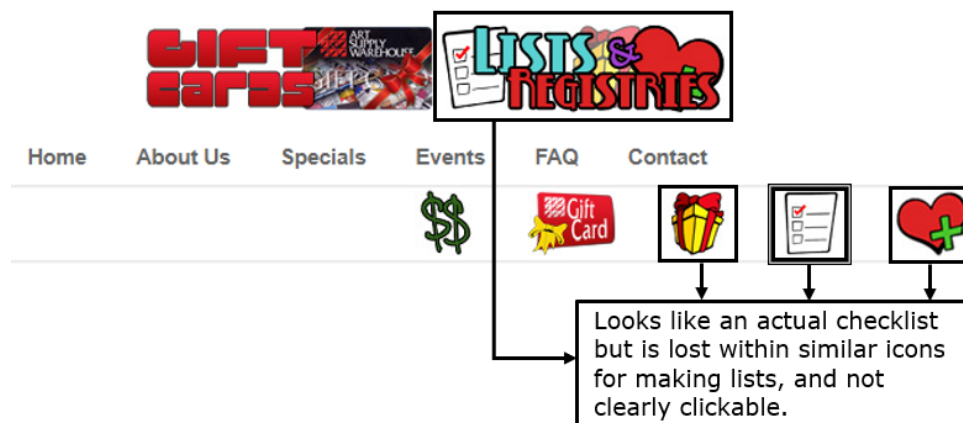 GIFT cards
ART
SUPPLY
WAREHOUSE
LISTS &
REGISTRIES
Home About Us Specials Events FAQ Contact
$$
Gift
Card
Looks like an actual checklist
but is lost within similar icons
for making lists, and not
clearly clickable.